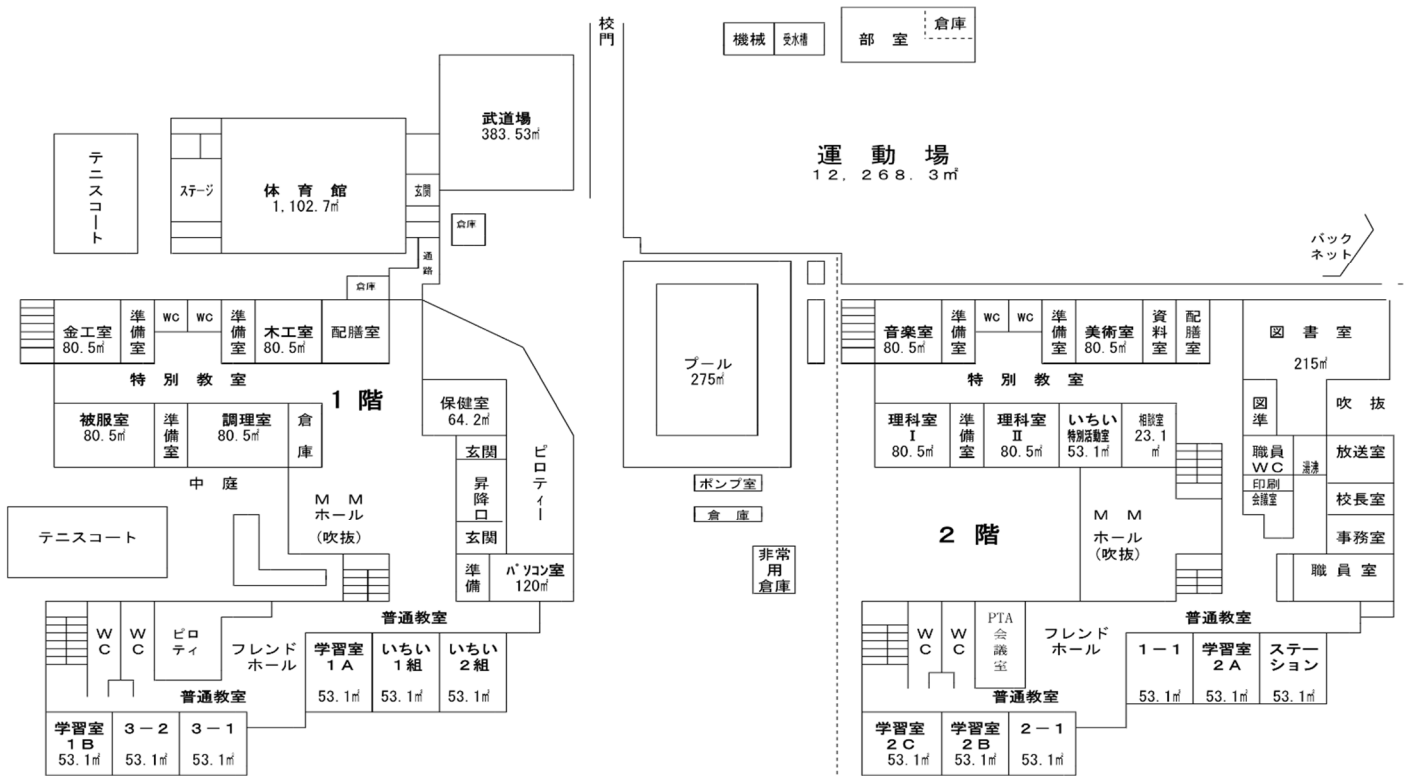 校門
機械
受水槽
部室
倉庫
武道場
383.53㎡
運動場
12,268.3㎡
テニスコート
ステージ
体育館
1,102.7㎡
玄関
倉庫
通路
倉庫
バック
ネット
金工室
80.5㎡
準備室
WC
WC
準備室
木工室
80.5㎡
配膳室
特別教室
1階
被服室
80.5㎡
準備室
調理室
80.5㎡
倉庫
中庭
保健室
64.2㎡
玄関
昇降口
玄関
ピロティー
MM
ホール
(吹抜)
テニスコート
準備
パソコン室
120㎡
普通教室
WC
WC
ピロティ
フレンド
ホール
学習室
1A
53.1㎡
いちい
1組
53.1㎡
いちい
2組
53.1㎡
普通教室
学習室
1B
53.1㎡
3-2
53.1㎡
3-1
53.1㎡
プール
275㎡
ポンプ室
倉庫
非常
用
倉庫
音楽室
80.5㎡
準備室
WC
WC
準備室
美術室
80.5㎡
資料室
配膳室
図書室
215㎡
特別教室
理科室
Ⅰ
80.5㎡
準備室
理科室
Ⅱ
80.5㎡
いちい
特別活動室
53.1㎡
相談室
23.1
㎡
図準
吹抜
職員
WC
湯沸
印刷
会議室
放送室
校長室
事務室
職員室
2階
MM
ホール
(吹抜)
普通教室
WC
WC
PTA
会議室
フレンド
ホール
1-1
53.1㎡
学習室
2A
53.1㎡
ステー
ション
53.1㎡
普通教室
学習室
2C
53.1㎡
学習室
2B
53.1㎡
2-1
53.1㎡